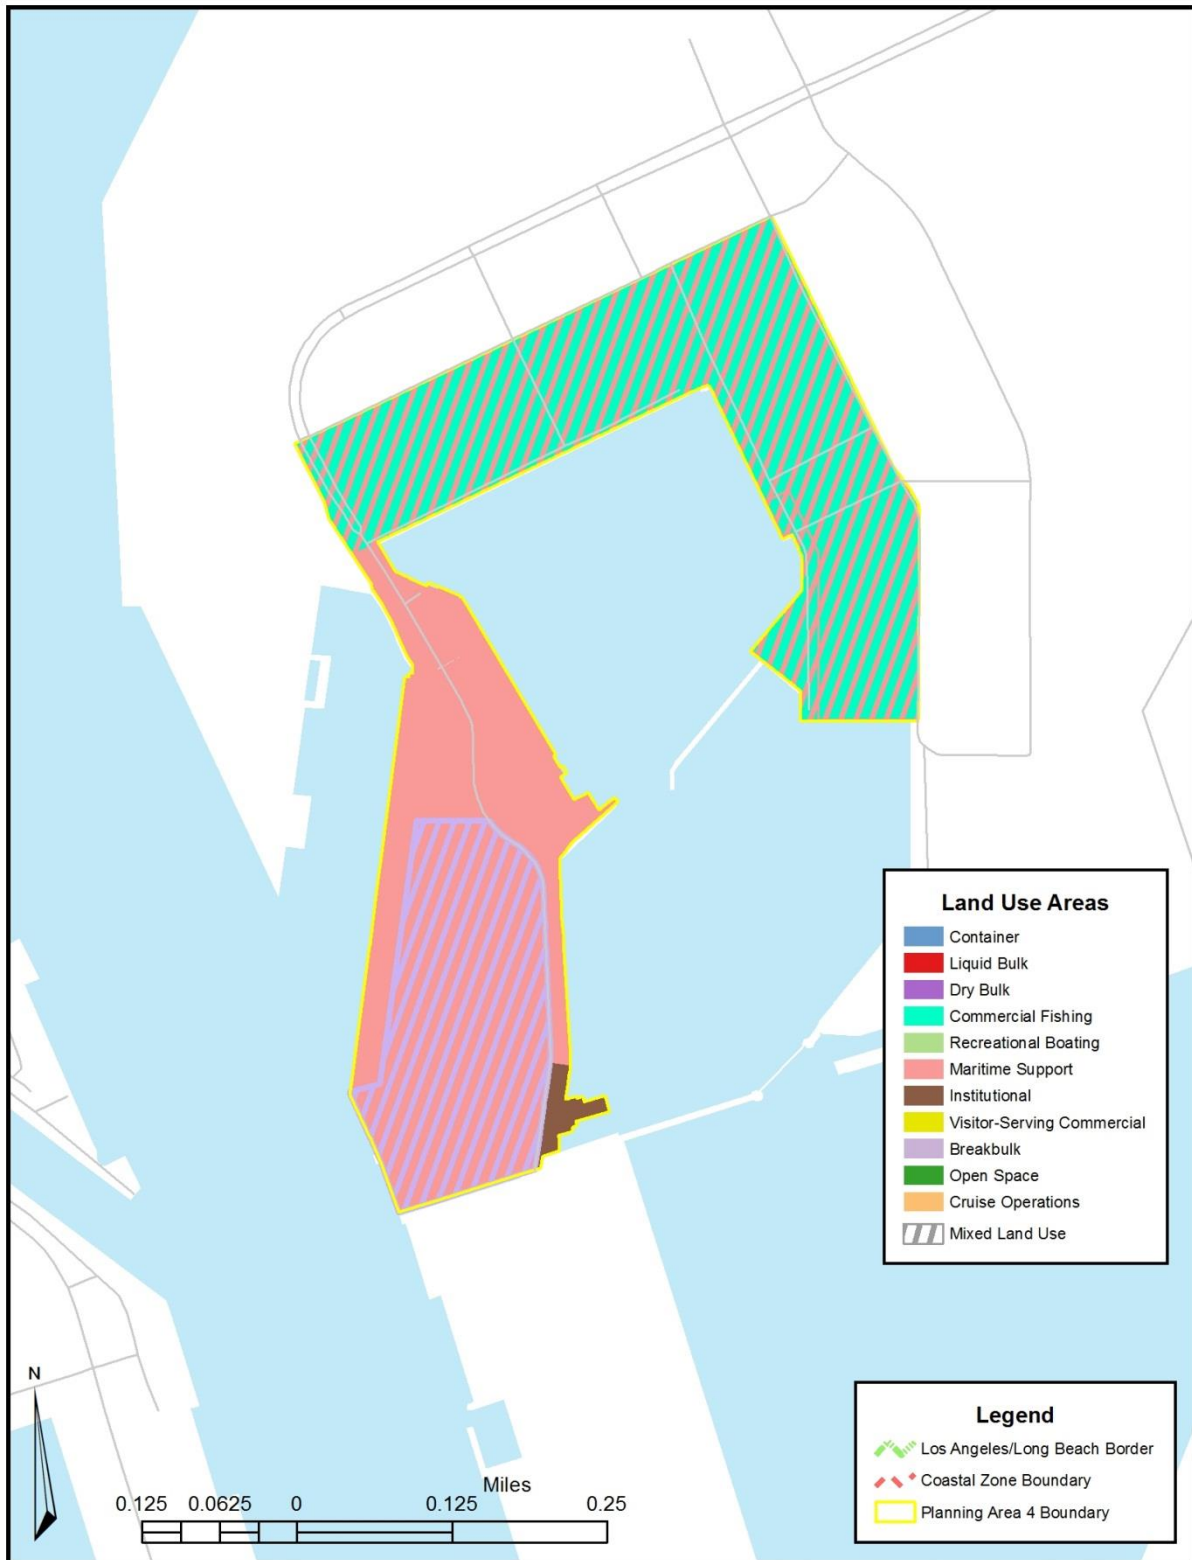 Land Use Areas
Container
Liquid Bulk
Dry Bulk
Commercial Fishing
Recreational Boating
Maritime Support
Institutional
Visitor-Serving Commercial
Breakbulk
Open Space
Cruise Operations
Mixed Land Use
N
Legend
Los Angeles/Long Beach Border
Coastal Zone Boundary
Planning Area 4 Boundary
Miles
0.125 0.0625 0 0.125 0.25